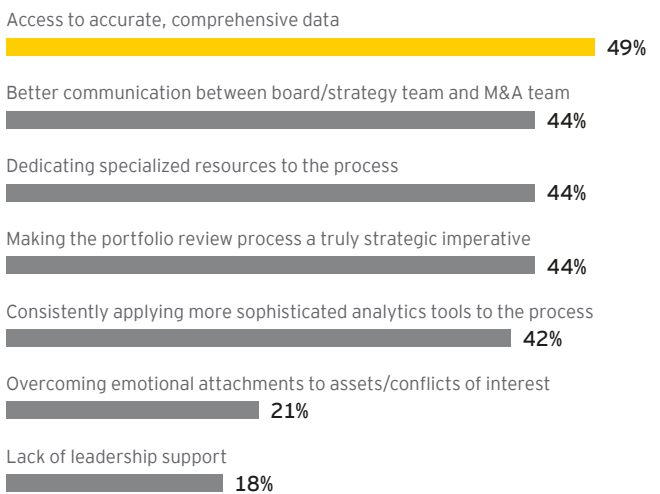 Access to accurate, comprehensive data
49%
Better communication between board/strategy team and M&A team
44%
Dedicating specialized resources to the process
44%
Making the portfolio review process a truly strategic imperative
44%
Consistently applying more sophisticated analytics tools to the process
42%
Overcoming emotional attachments to assets/conflicts of interest
21%
Lack of leadership support
18%